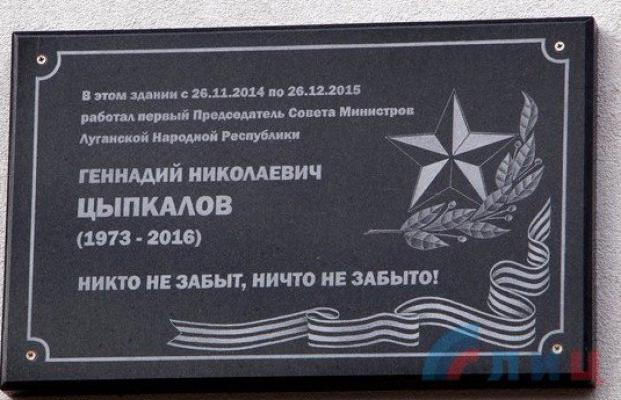 В этом здании с 26.11.2014 по 26.12.2015
работал первый Председатель Совета Министров
Луганской Народной Республики
ГЕННАДИЙ НИКОЛАЕВИЧ
ЦЫПКАЛОВ
(1973 - 2016)
НИКТО НЕ ЗАБЫТ, НИЧТО НЕ ЗАБЫТО!
ЛИЦ